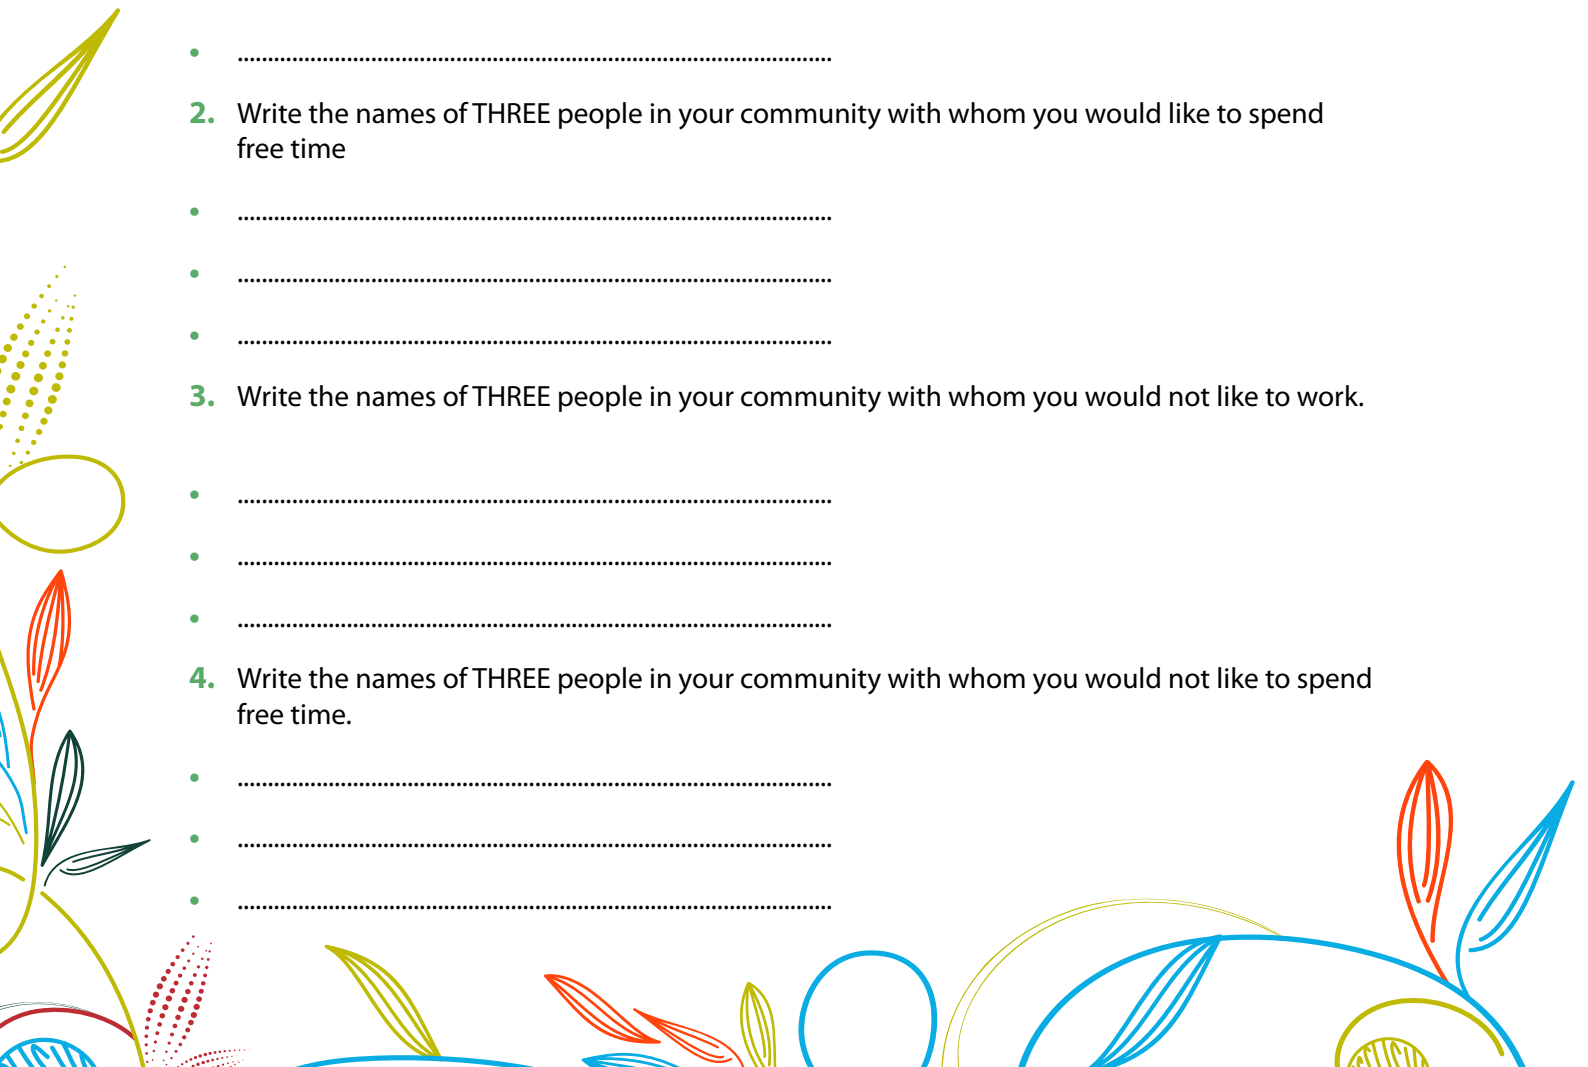 • ....................................................................................................
2. Write the names of THREE people in your community with whom you would like to spend
free time
• ....................................................................................................
• ....................................................................................................
• ....................................................................................................
3. Write the names of THREE people in your community with whom you would not like to work.
• ....................................................................................................
• ....................................................................................................
• ....................................................................................................
4. Write the names of THREE people in your community with whom you would not like to spend
free time.
• ....................................................................................................
• ....................................................................................................
• ....................................................................................................